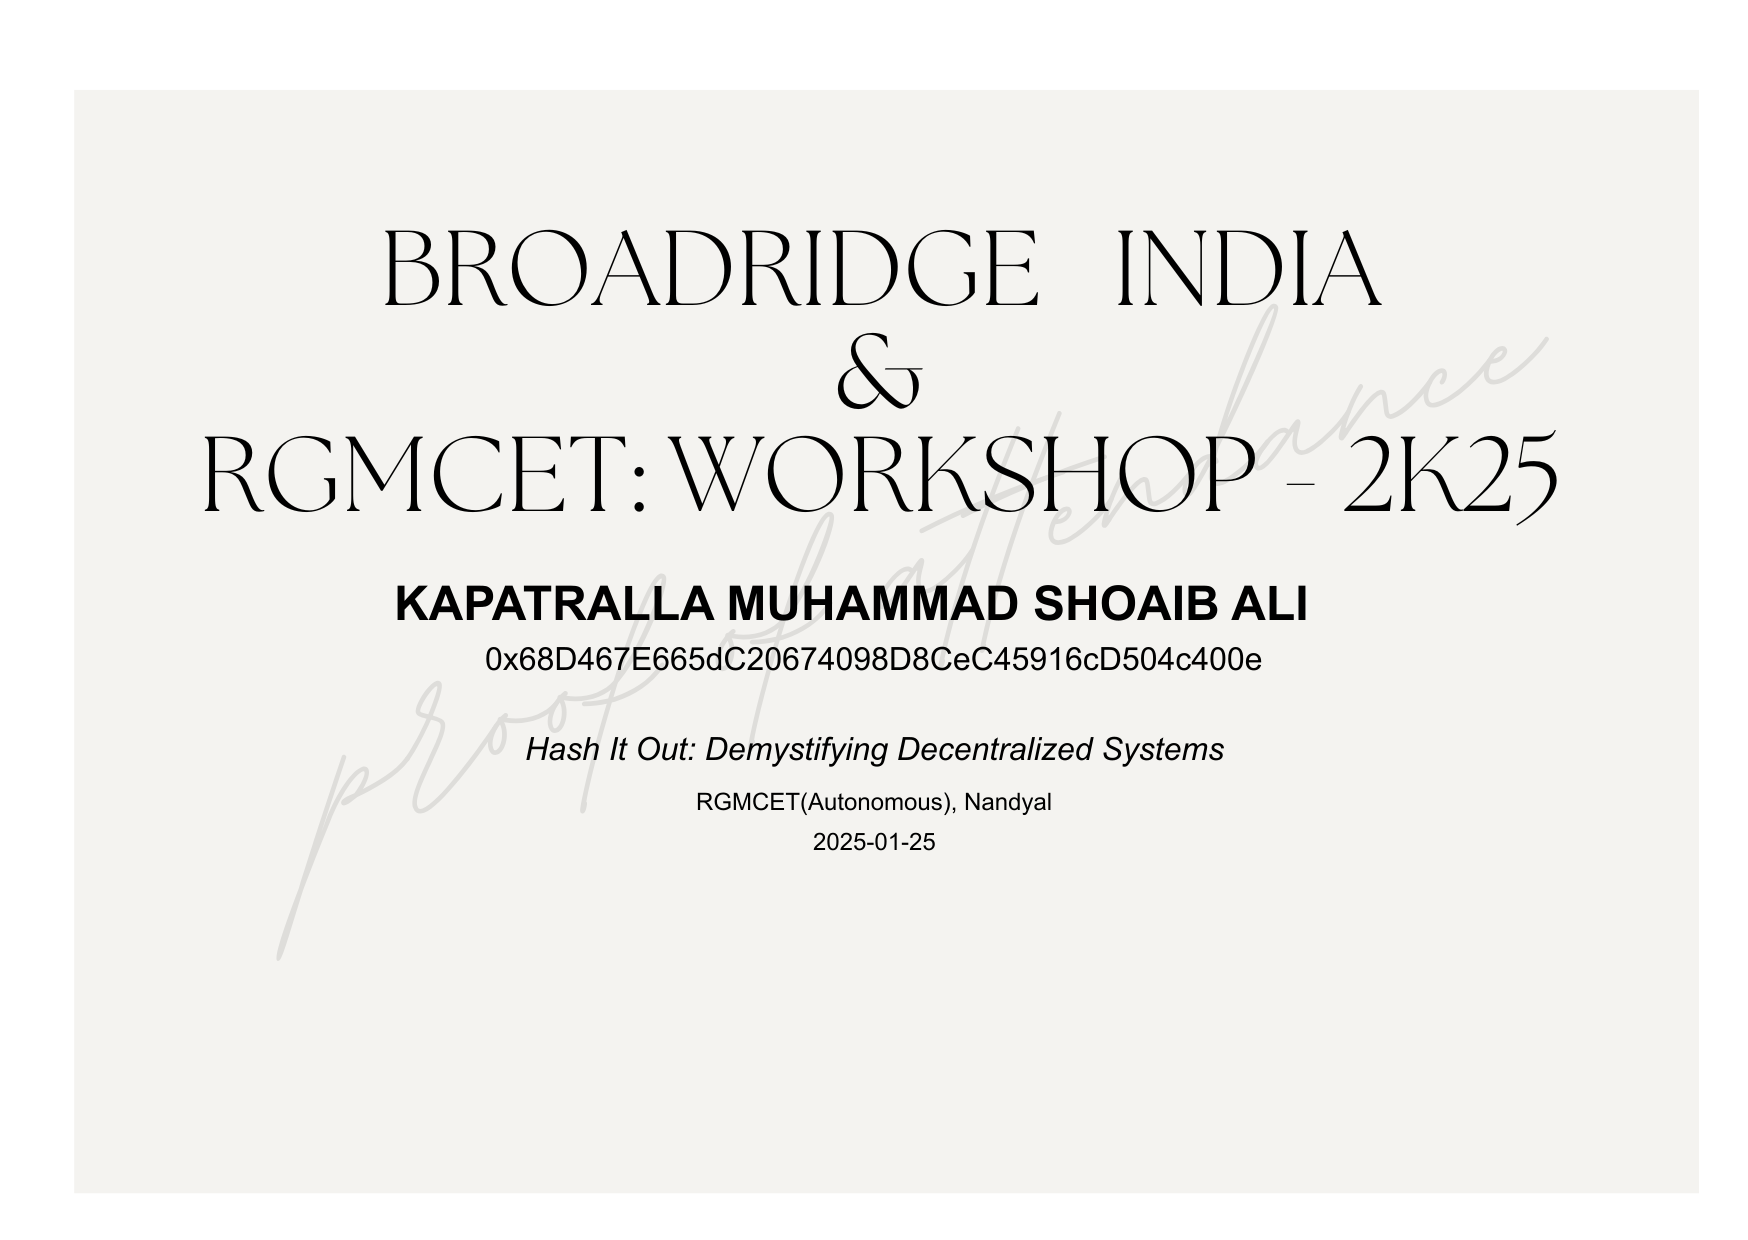 BROADRIDGE INDIA
&
RGMCET: WORKSHOP - 2K25
KAPATRALLA MUHAMMAD SHOAIB ALI
0x68D467E665dC20674098D8CeC45916cD504c400e
proof of attendance
Hash It Out: Demystifying Decentralized Systems
RGMCET(Autonomous), Nandyal
2025-01-25